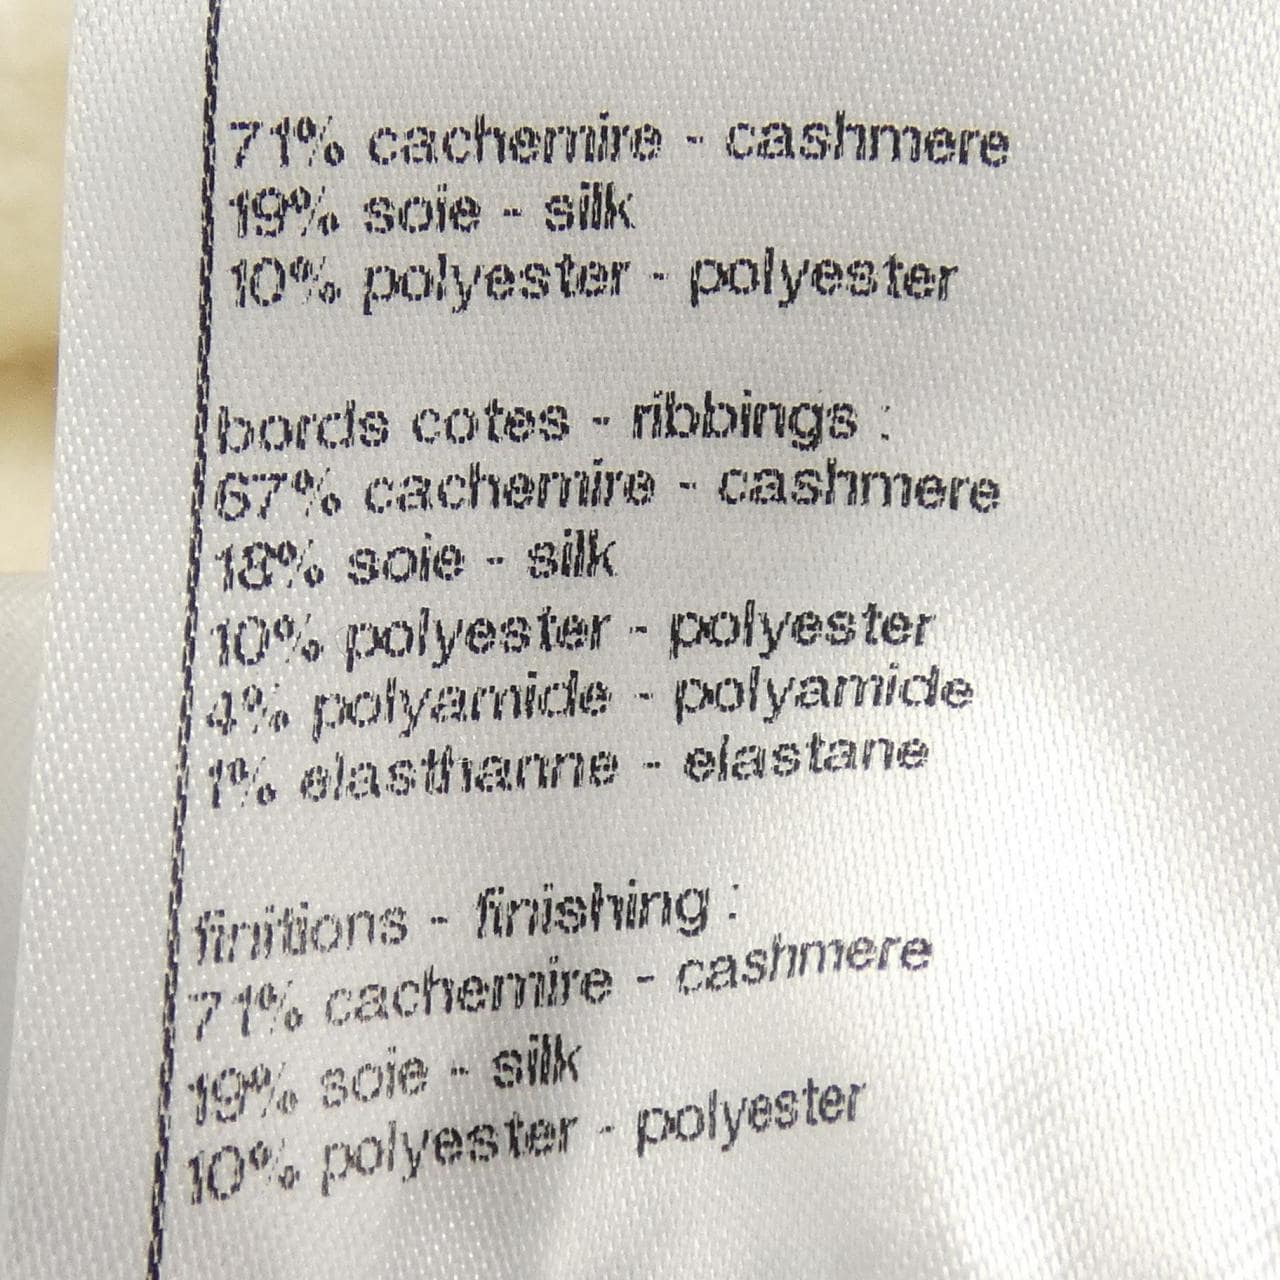 71% cachemire - cashmere
19% soie - silk
10% polyester - polyester
bords cotes - ribbings :
67% cachemire - cashmere
18% soie - silk
10% polyester - polyester
4% polyamide - polyamide
1% elasthanne - elastane
finitions - finishing :
71% cachemire - cashmere
19% soie - silk
10% polyester - polyester